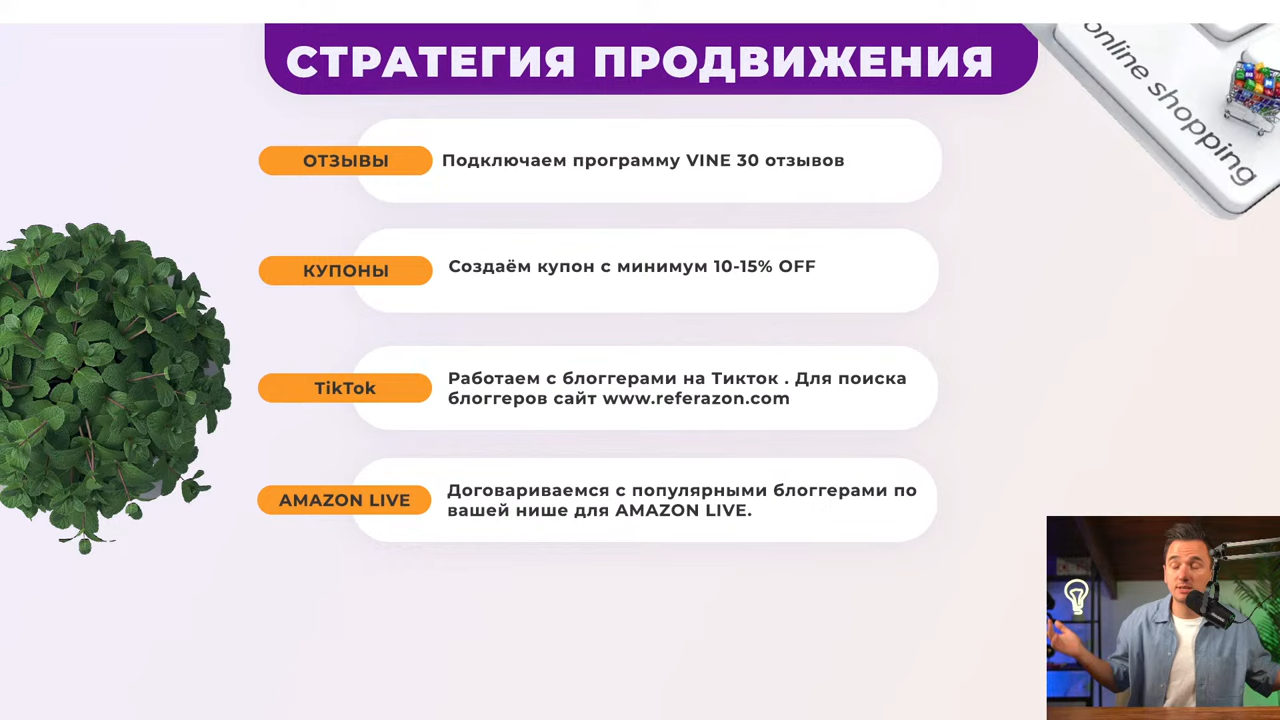 СТРАТЕГИЯ ПРОДВИЖЕНИЯ
online shopping
ОТЗЫВЫ
Подключаем программу VINE 30 отзывов
КУПОНЫ
Создаём купон с минимум 10-15% OFF
TikTok
Работаем с блоггерами на Тикток . Для поиска
блоггеров сайт www.referazon.com
AMAZON LIVE
Договариваемся с популярными блоггерами по
вашей нише для AMAZON LIVE.